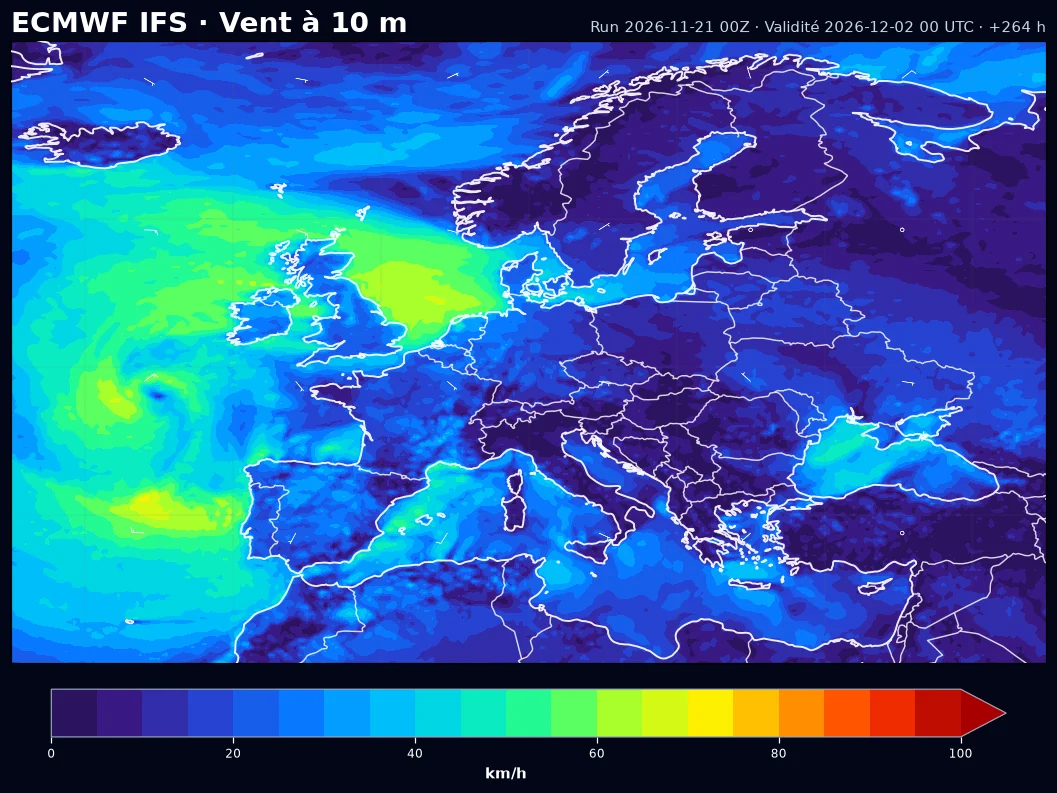 ECMWF IFS · Vent à 10 m
Run 2026-11-21 00Z · Validité 2026-12-02 00 UTC · +264 h
0 20 40 60 80 100
km/h